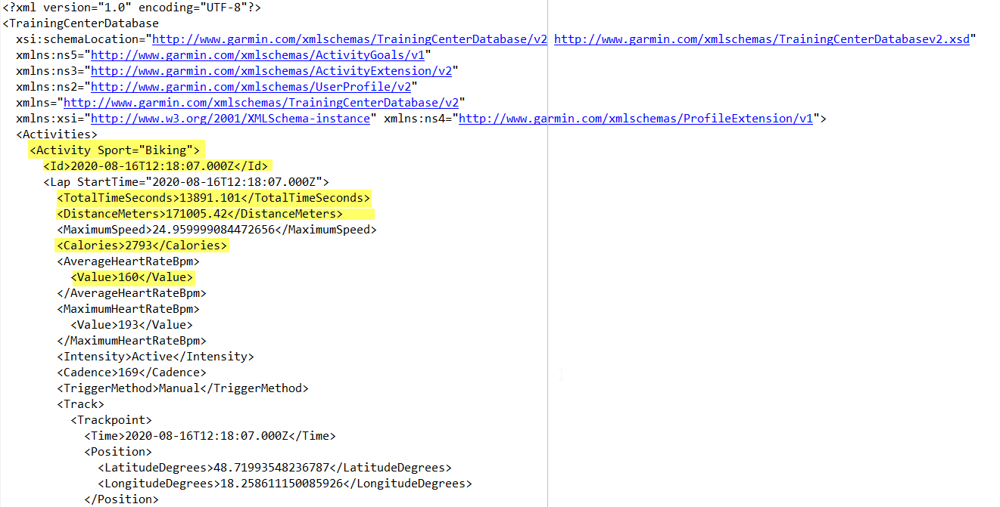 <?xml version="1.0" encoding="UTF-8"?>
<TrainingCenterDatabase
xsi:schemaLocation="http://www.garmin.com/xmlschemas/TrainingCenterDatabase/v2 http://www.garmin.com/xmlschemas/TrainingCenterDatabasev2.xsd"
xmlns:ns5="http://www.garmin.com/xmlschemas/ActivityGoals/v1"
xmlns:ns3="http://www.garmin.com/xmlschemas/ActivityExtension/v2"
xmlns:ns2="http://www.garmin.com/xmlschemas/UserProfile/v2"
xmlns="http://www.garmin.com/xmlschemas/TrainingCenterDatabase/v2"
xmlns:xsi="http://www.w3.org/2001/XMLSchema-instance" xmlns:ns4="http://www.garmin.com/xmlschemas/ProfileExtension/v1">
<Activities>
<Activity Sport="Biking">
<Id>2020-08-16T12:18:07.000Z</Id>
<Lap StartTime="2020-08-16T12:18:07.000Z">
<TotalTimeSeconds>13891.101</TotalTimeSeconds>
<DistanceMeters>171005.42</DistanceMeters>
<MaximumSpeed>24.959999084472656</MaximumSpeed>
<Calories>2793</Calories>
<AverageHeartRateBpm>
<Value>160</Value>
</AverageHeartRateBpm>
<MaximumHeartRateBpm>
<Value>193</Value>
</MaximumHeartRateBpm>
<Intensity>Active</Intensity>
<Cadence>169</Cadence>
<TriggerMethod>Manual</TriggerMethod>
<Track>
<Trackpoint>
<Time>2020-08-16T12:18:07.000Z</Time>
<Position>
<LatitudeDegrees>48.71993548236787</LatitudeDegrees>
<LongitudeDegrees>18.258611150085926</LongitudeDegrees>
</Position>